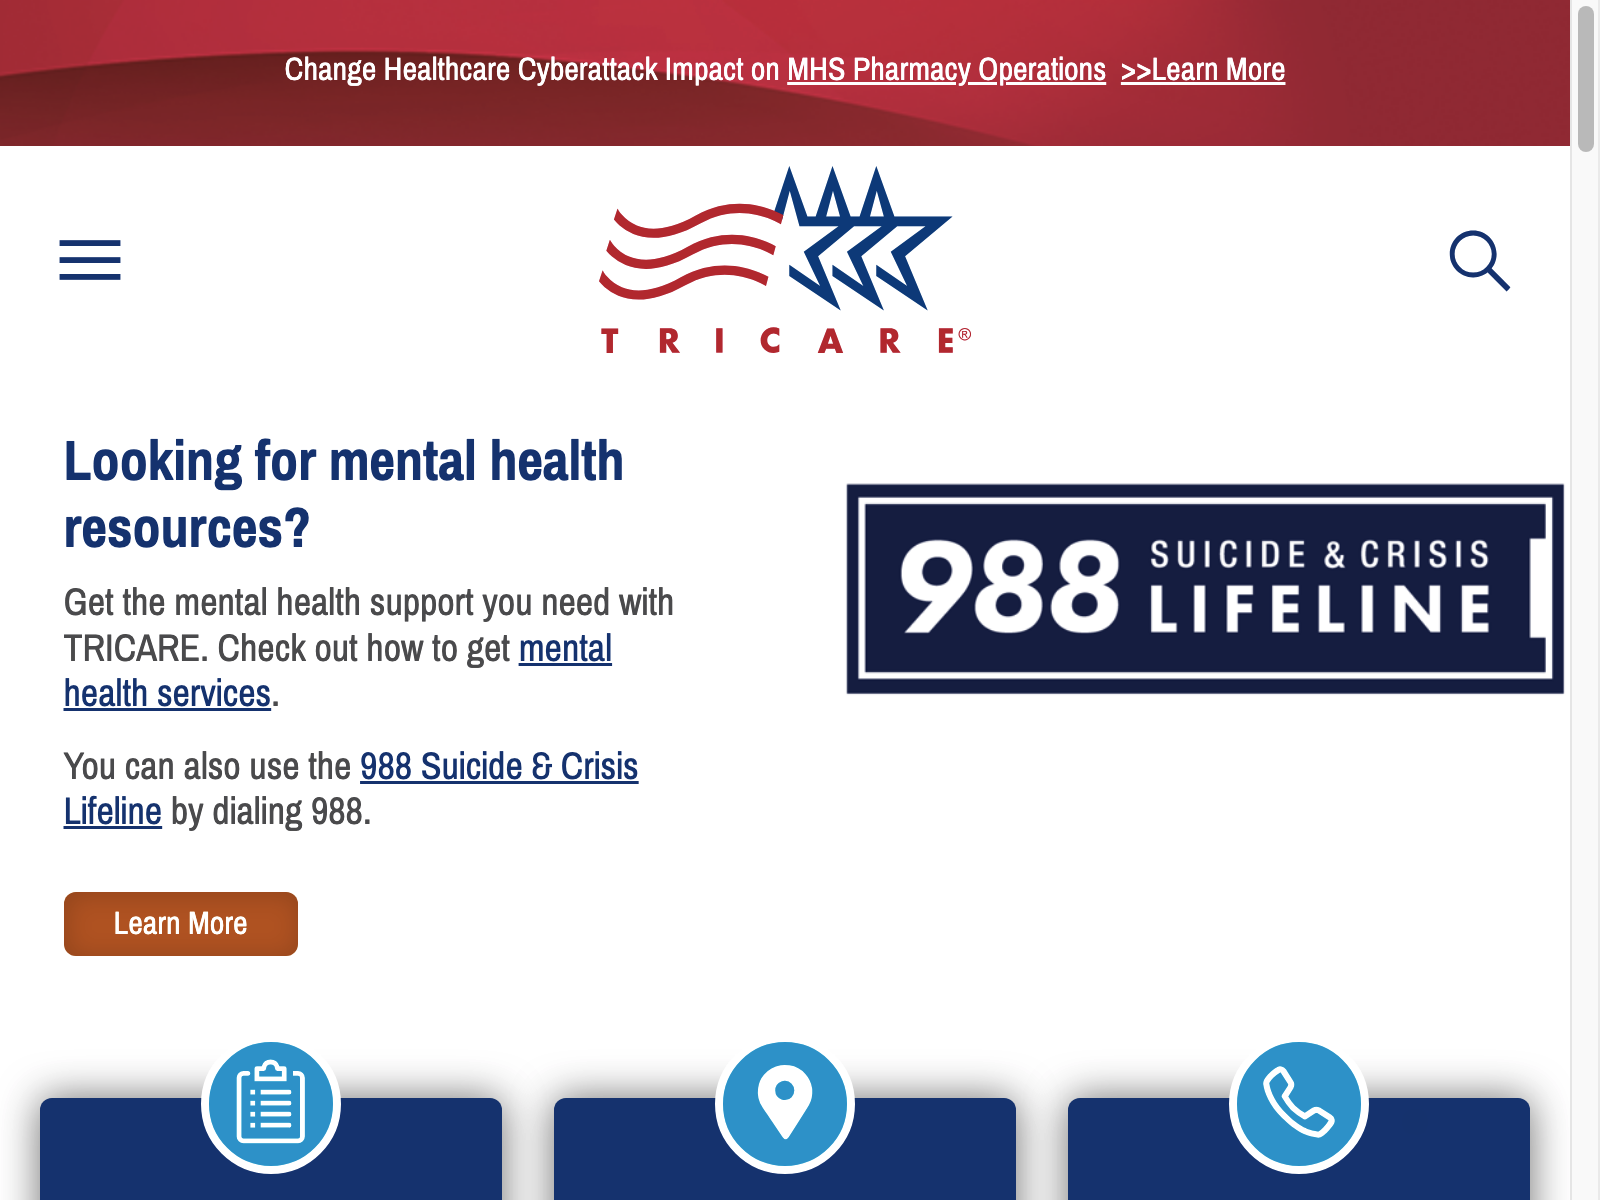 Change Healthcare Cyberattack Impact on MHS Pharmacy Operations >>Learn More
TRICARE®
Looking for mental health
resources?
Get the mental health support you need with
TRICARE. Check out how to get mental
health services.
You can also use the 988 Suicide & Crisis
Lifeline by dialing 988.
Learn More
988 SUICIDE & CRISIS
LIFELINE